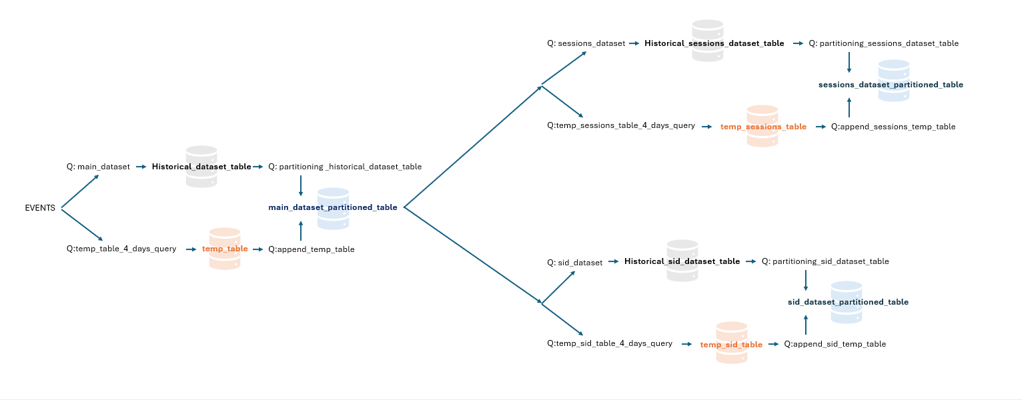 Q: sessions_dataset
Historical_sessions_dataset_table
Q: partitioning_sessions_dataset_table
sessions_dataset_partitioned_table
Q:temp_sessions_table_4_days_query
temp_sessions_table
Q:append_sessions_temp_table
Q: main_dataset
Historical_dataset_table
Q: partitioning _historical_dataset_table
EVENTS
main_dataset_partitioned_table
Q:temp_table_4_days_query
temp_table
Q:append_temp_table
Q: sid_dataset
Historical_sid_dataset_table
Q: partitioning_sid_dataset_table
sid_dataset_partitioned_table
Q:temp_sid_table_4_days_query
temp_sid_table
Q:append_sid_temp_table